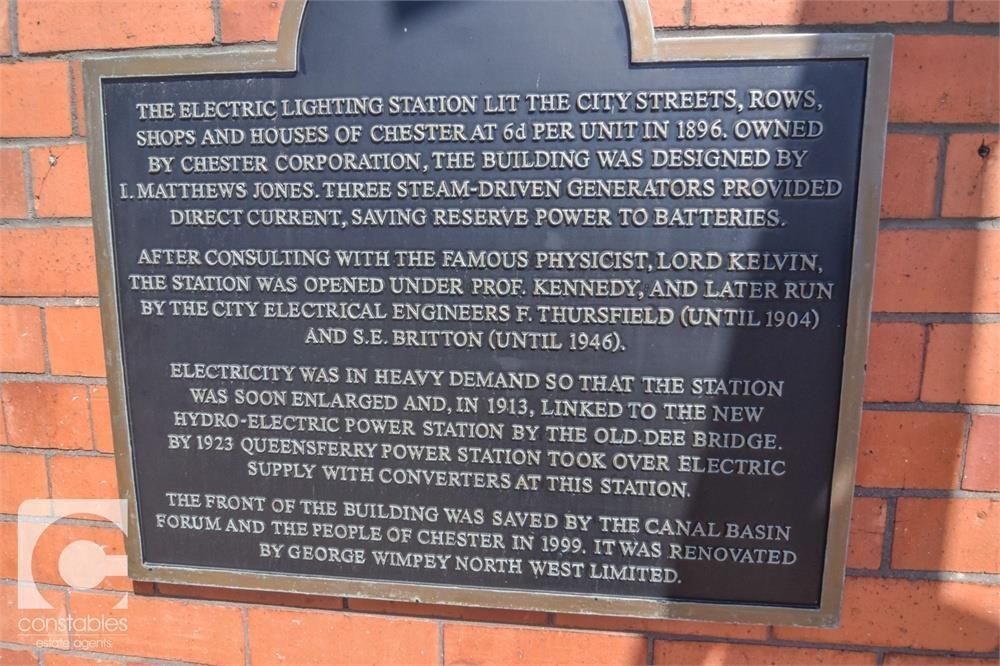 THE ELECTRIC LIGHTING STATION LIT THE CITY STREETS, ROWS,
SHOPS AND HOUSES OF CHESTER AT 6d PER UNIT IN 1896. OWNED
BY CHESTER CORPORATION, THE BUILDING WAS DESIGNED BY
I. MATTHEWS JONES. THREE STEAM-DRIVEN GENERATORS PROVIDED
DIRECT CURRENT, SAVING RESERVE POWER TO BATTERIES.
AFTER CONSULTING WITH THE FAMOUS PHYSICIST, LORD KELVIN,
THE STATION WAS OPENED UNDER PROF. KENNEDY, AND LATER RUN
BY THE CITY ELECTRICAL ENGINEERS F. THURSFIELD (UNTIL 1904)
AND S.E. BRITTON (UNTIL 1946).
ELECTRICITY WAS IN HEAVY DEMAND SO THAT THE STATION
WAS SOON ENLARGED AND, IN 1913, LINKED TO THE NEW
HYDRO-ELECTRIC POWER STATION BY THE OLD DEE BRIDGE.
BY 1923 QUEENSFERRY POWER STATION TOOK OVER ELECTRIC
SUPPLY WITH CONVERTERS AT THIS STATION.
THE FRONT OF THE BUILDING WAS SAVED BY THE CANAL BASIN
FORUM AND THE PEOPLE OF CHESTER IN 1999. IT WAS RENOVATED
BY GEORGE WIMPEY NORTH WEST LIMITED.
c
constables
estate agents.